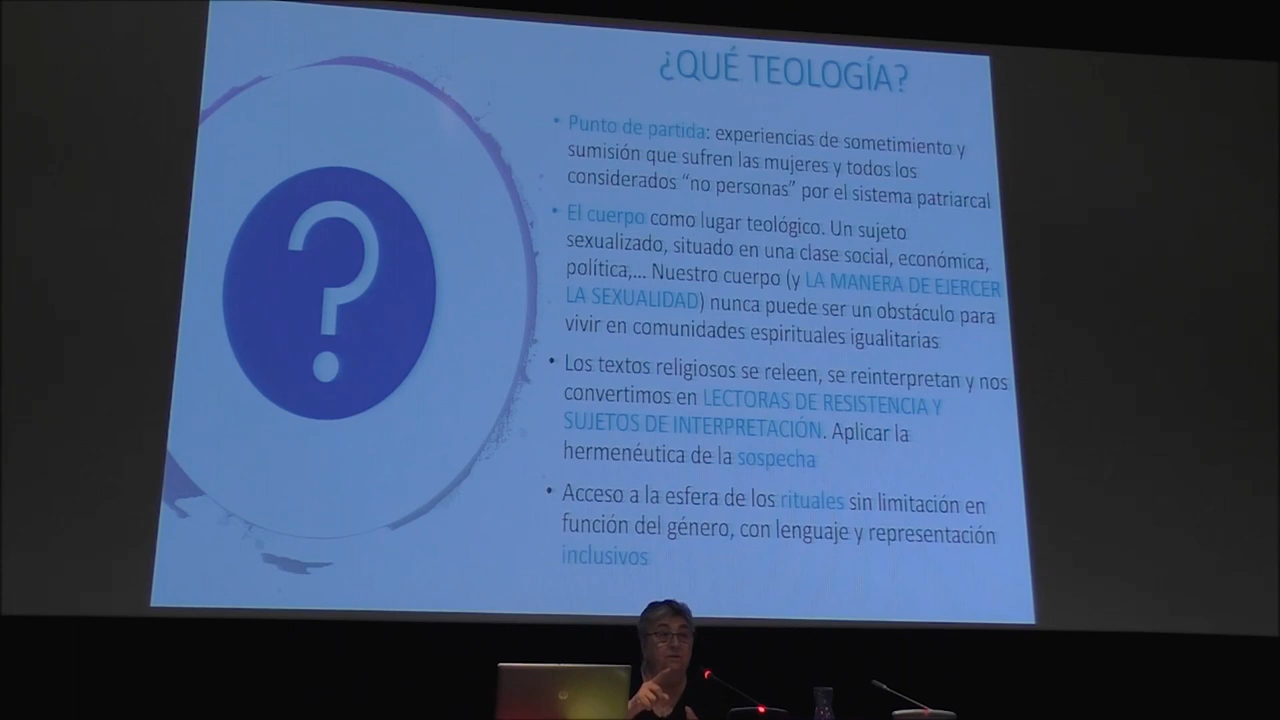 ¿QUÉ TEOLOGÍA?
• Punto de partida: experiencias de sometimiento y
sumisión que sufren las mujeres y todos los
considerados “no personas” por el sistema patriarcal
• El cuerpo como lugar teológico. Un sujeto
sexualizado, situado en una clase social, económica,
política,... Nuestro cuerpo (y LA MANERA DE EJERCER
LA SEXUALIDAD) nunca puede ser un obstáculo para
vivir en comunidades espirituales igualitarias
• Los textos religiosos se releen, se reinterpretan y nos
convertimos en LECTORAS DE RESISTENCIA Y
SUJETOS DE INTERPRETACIÓN. Aplicar la
hermenéutica de la sospecha
• Acceso a la esfera de los rituales sin limitación en
función del género, con lenguaje y representación
inclusivos
?
hp